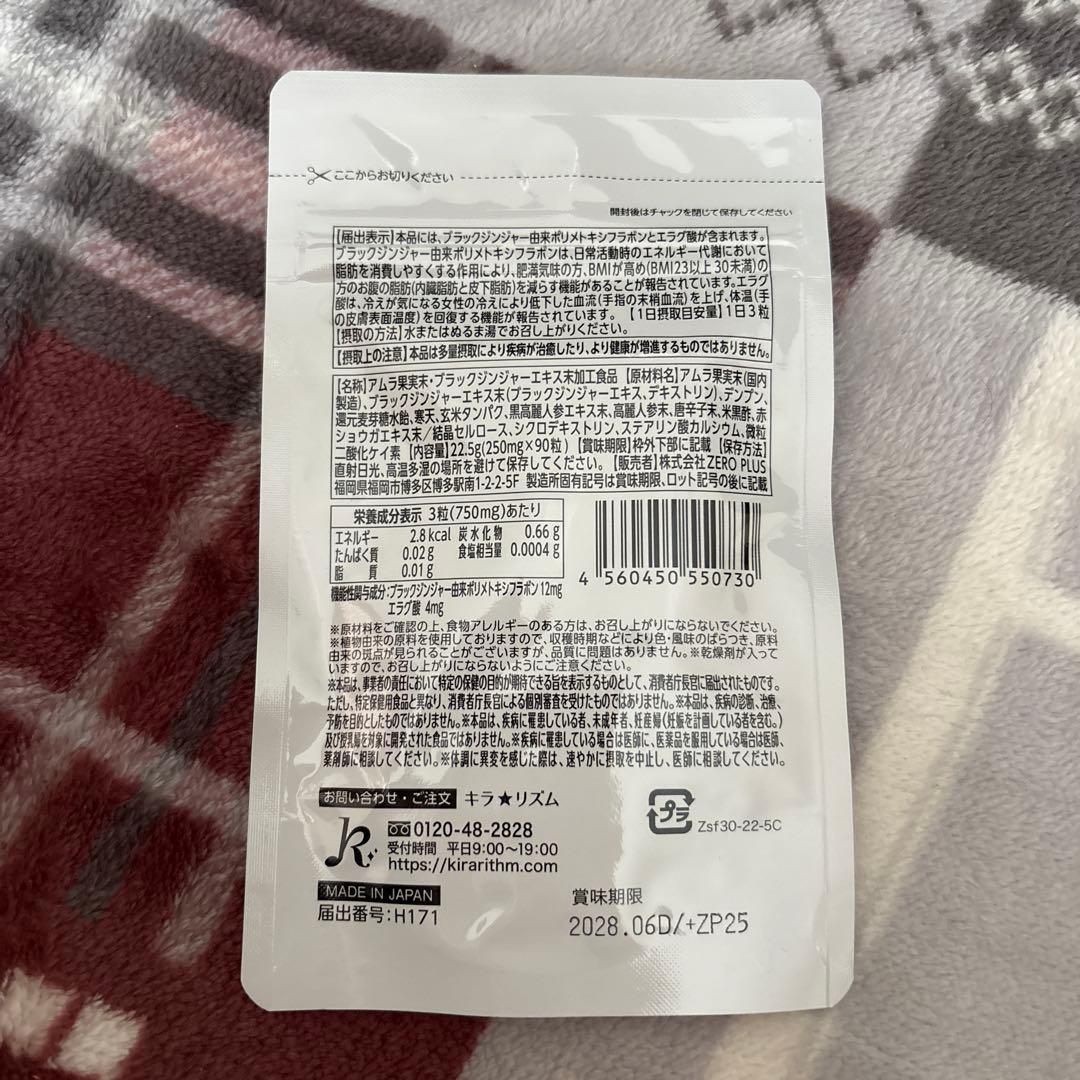 ここからお切りください
開封後はチャックを閉じて保存してください
【届出表示】本品には、ブラックジンジャー由来ポリメトキシフラボンとエラグ酸が含まれます。
ブラックジンジャー由来ポリメトキシフラボンは、日常活動時のエネルギー代謝において
脂肪を消費しやすくする作用により、肥満気味の方、BMIが高め(BMI23以上30未満)の
方のお腹の脂肪(内臓脂肪と皮下脂肪)を減らす機能があることが報告されています。エラグ
酸は、冷えが気になる女性の冷えにより低下した血流(手指の末梢血流)を上げ、体温(手
の皮膚表面温度)を回復する機能が報告されています。【1日摂取目安量】1日3粒
【摂取の方法】水またはぬるま湯でお召し上がりください。
【摂取上の注意】本品は多量摂取により疾病が治癒したり、より健康が増進するものではありません。
【名称】アムラ果実末・ブラックジンジャーエキス末加工食品【原材料名】アムラ果実末(国内
製造)、ブラックジンジャーエキス末(ブラックジンジャーエキス、デキストリン)、デンプン、
還元麦芽糖水飴、寒天、玄米タンパク、黒高麗人参エキス末、高麗人参末、唐辛子末、米黒酢、赤
ショウガエキス末/結晶セルロース、シクロデキストリン、ステアリン酸カルシウム、微粒
二酸化ケイ素【内容量】22.5g(250mg×90粒)【賞味期限】枠外下部に記載【保存方法】
直射日光、高温多湿の場所を避けて保存してください。【販売者】株式会社ZERO PLUS
福岡県福岡市博多区博多駅南1-2-2-5F 製造所固有記号は賞味期限、ロット記号の後に記載
栄養成分表示 3粒(750mg)あたり
エネルギー 2.8kcal 炭水化物 0.66g
たんぱく質 0.02g 食塩相当量 0.0004g
脂質 0.01g
4 560450 550730
機能性関与成分:ブラックジンジャー由来ポリメトキシフラボン 12mg
エラグ酸 4mg
※原材料をご確認の上、食物アレルギーのある方は、お召し上がりにならないでください。
※植物由来の原料を使用しておりますので、収穫時期などにより色・風味のばらつき、原料
由来の斑点が見られることがございますが、品質に問題はありません。※乾燥剤が入って
いますので、お召し上がりにならないようにご注意ください。
※本品は、事業者の責任において特定の保健の目的が期待できる旨を表示するものとして、消費者庁長官に届出されたものです。
ただし、特定保健用食品と異なり、消費者庁長官による個別審査を受けたものではありません。※本品は、疾病の診断、治療、
予防を目的としたものではありません。※本品は、疾病に罹患している者、未成年者、妊産婦(妊娠を計画している者を含む。)
及び授乳婦を対象に開発された食品ではありません。※疾病に罹患している場合は医師に、医薬品を服用している場合は医師、
薬剤師に相談してください。※体調に異変を感じた際は、速やかに摂取を中止し、医師に相談してください。
お問い合わせ・ご注文 キラ★リズム
0120-48-2828
受付時間 平日9:00〜19:00
https://kirarithm.com
プラ
Zsf30-22-5C
MADE IN JAPAN
届出番号:H171
賞味期限
2028.06D/+ZP25